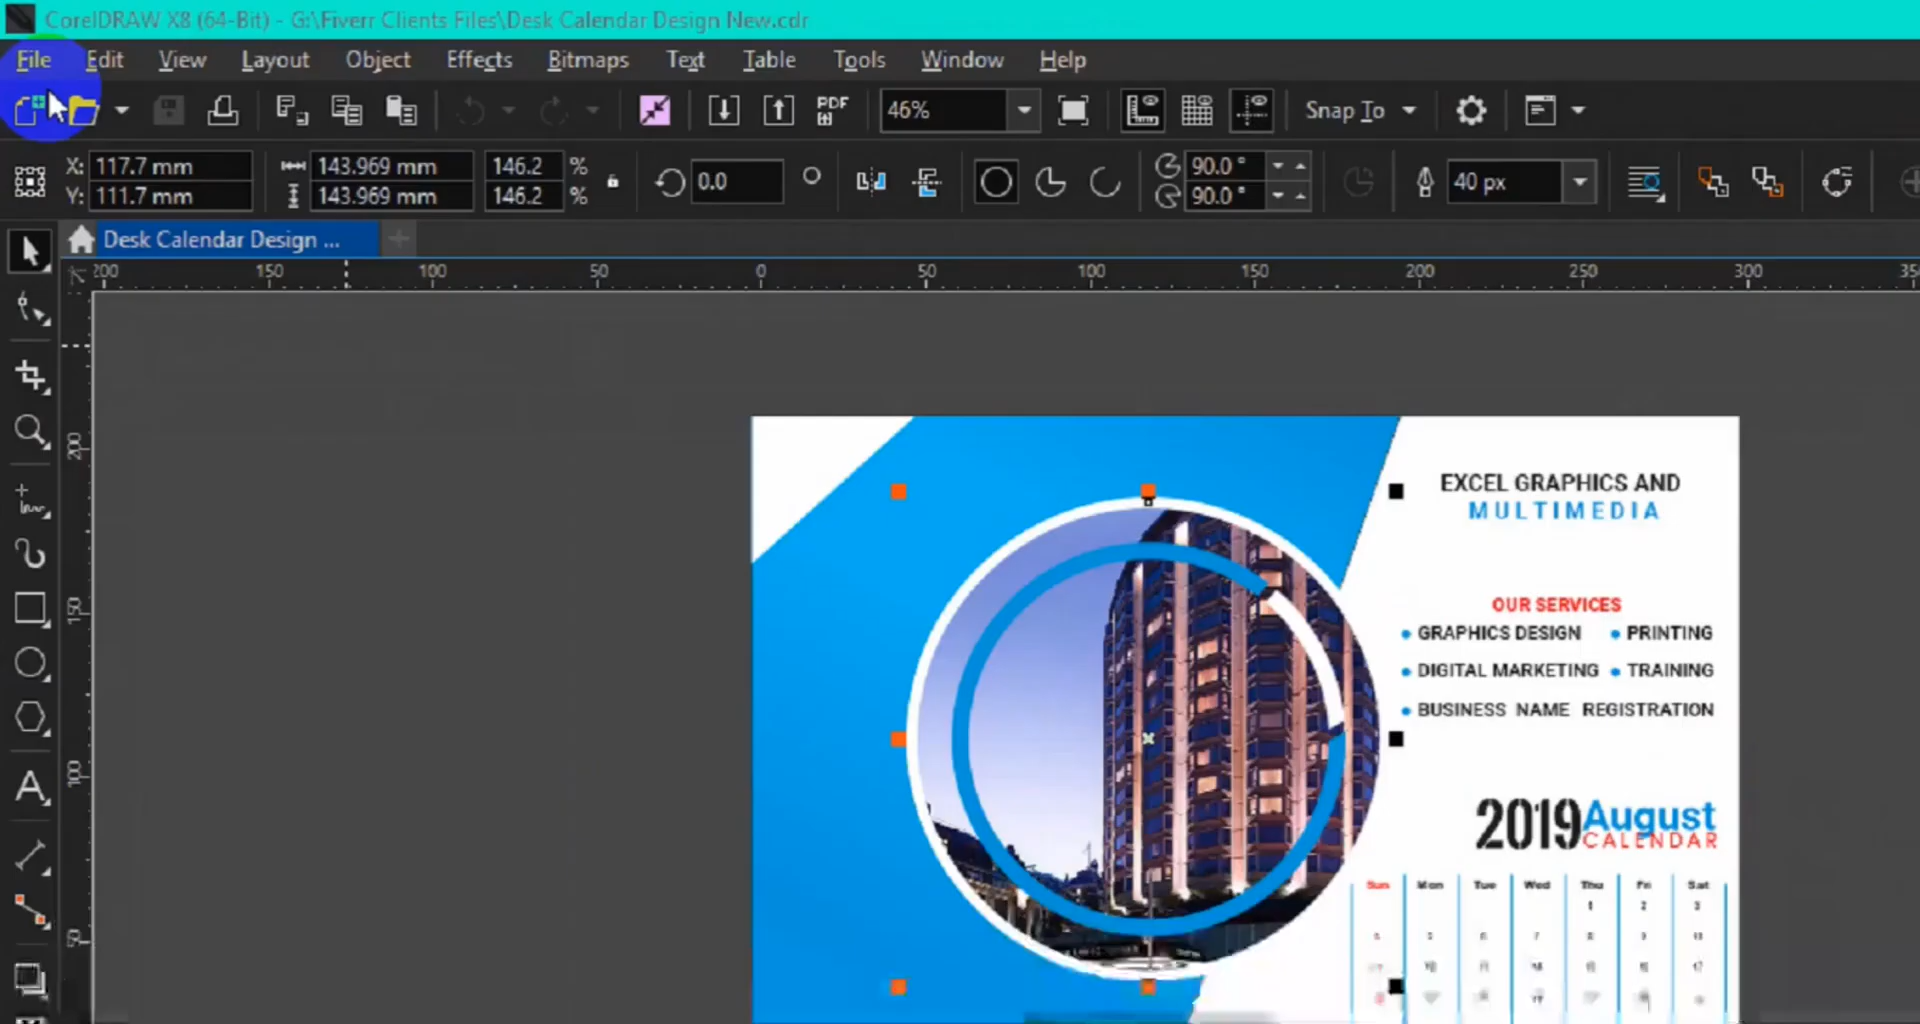 CorelDRAW X8 (64-Bit) - G:\Fiverr Clients Files\Desk Calendar Design New.cdr
File Edit View Layout Object Effects Bitmaps Text Table Tools Window Help
PDF 46% Snap To
X: 117.7 mm 143.969 mm 146.2 % 0.0 90.0 ° 40 px
Y: 111.7 mm 143.969 mm 146.2 % 90.0 °
Desk Calendar Design ...
200 150 100 50 0 50 100 150 200 250 300 350
200
150
100
50
EXCEL GRAPHICS AND
MULTIMEDIA
OUR SERVICES
• GRAPHICS DESIGN • PRINTING
• DIGITAL MARKETING • TRAINING
• BUSINESS NAME REGISTRATION
2019 August
CALENDAR
Sun Mon Tue Wed Thu Fri Sat
1 2 3